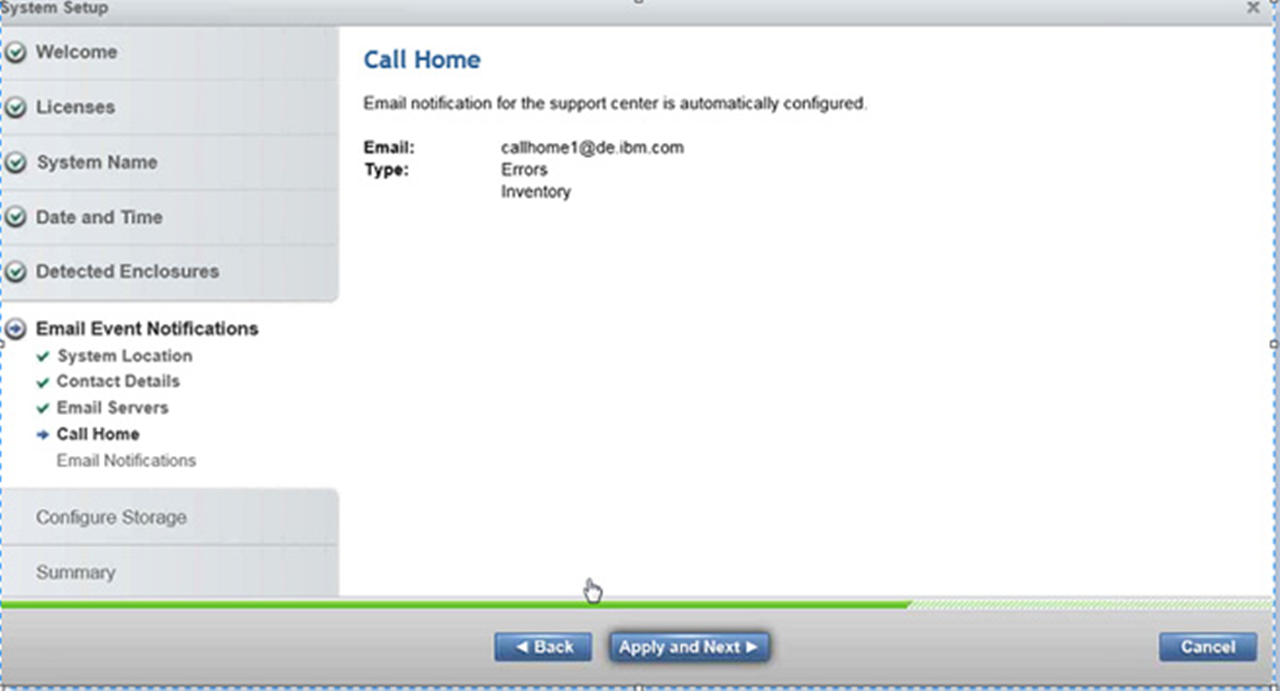 System Setup
Welcome
Licenses
System Name
Date and Time
Detected Enclosures
Email Event Notifications
System Location
Contact Details
Email Servers
Call Home
Email Notifications
Configure Storage
Summary
Call Home
Email notification for the support center is automatically configured.
Email: callhome1@de.ibm.com
Type: Errors
Inventory
Back
Apply and Next
Cancel